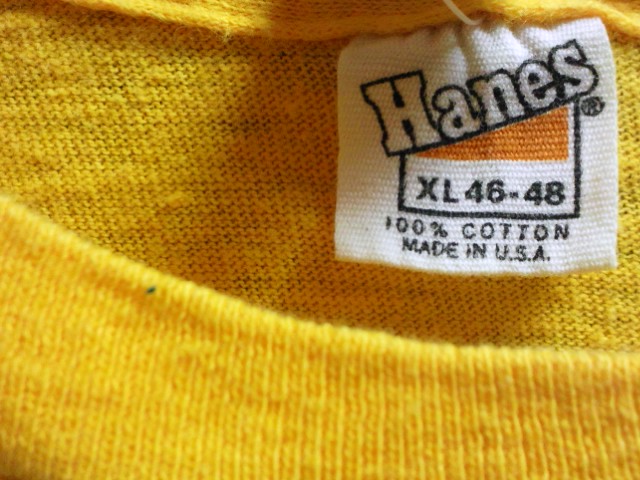 Hanes®
XL 46-48
100% COTTON
MADE IN U.S.A.